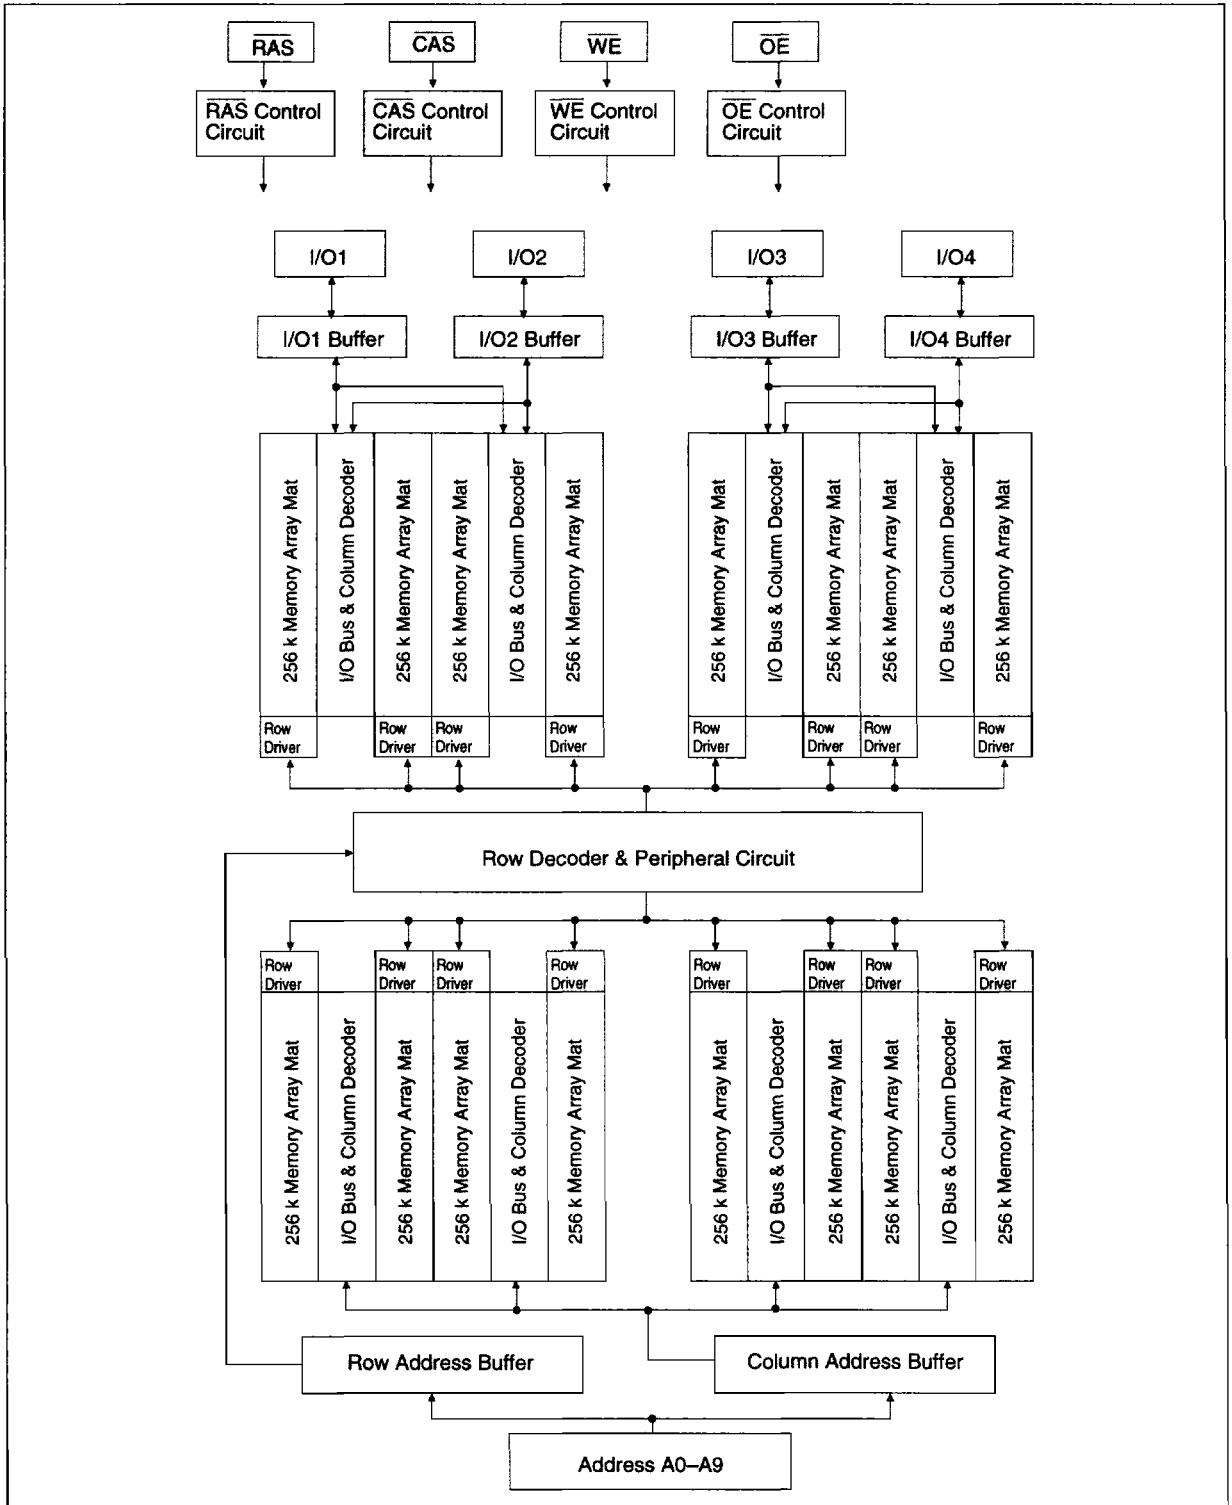 RAS
CAS
WE
OE
RAS Control
Circuit
CAS Control
Circuit
WE Control
Circuit
OE Control
Circuit
I/O1
I/O2
I/O3
I/O4
I/O1 Buffer
I/O2 Buffer
I/O3 Buffer
I/O4 Buffer
256 k Memory Array Mat
I/O Bus & Column Decoder
256 k Memory Array Mat
256 k Memory Array Mat
I/O Bus & Column Decoder
256 k Memory Array Mat
256 k Memory Array Mat
I/O Bus & Column Decoder
256 k Memory Array Mat
256 k Memory Array Mat
I/O Bus & Column Decoder
256 k Memory Array Mat
Row
Driver
Row
Driver
Row
Driver
Row
Driver
Row
Driver
Row
Driver
Row
Driver
Row
Driver
Row Decoder & Peripheral Circuit
Row
Driver
Row
Driver
Row
Driver
Row
Driver
Row
Driver
Row
Driver
Row
Driver
Row
Driver
256 k Memory Array Mat
I/O Bus & Column Decoder
256 k Memory Array Mat
256 k Memory Array Mat
I/O Bus & Column Decoder
256 k Memory Array Mat
256 k Memory Array Mat
I/O Bus & Column Decoder
256 k Memory Array Mat
256 k Memory Array Mat
I/O Bus & Column Decoder
256 k Memory Array Mat
Row Address Buffer
Column Address Buffer
Address A0–A9